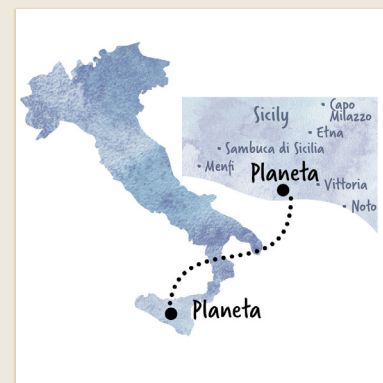 Sicily
Capo
Milazzo
Etna
Sambuca di Sicilia
Menfi
Planeta
Vittoria
Noto
Planeta